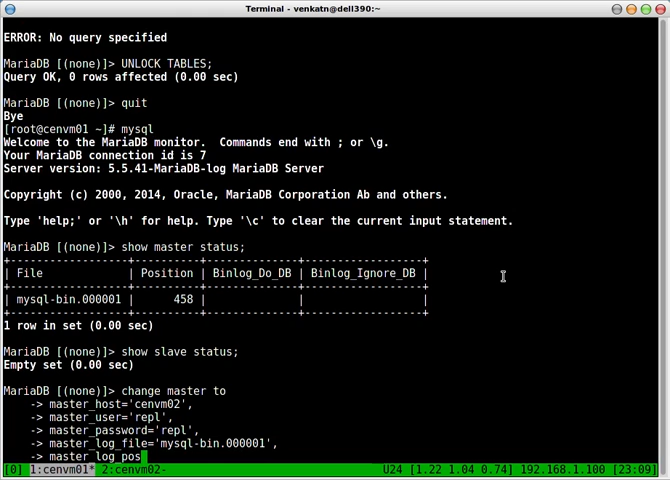 Terminal - venkatn@dell390:~
ERROR: No query specified
MariaDB [(none)]> UNLOCK TABLES;
Query OK, 0 rows affected (0.00 sec)
MariaDB [(none)]> quit
Bye
[root@cenvm01 ~]# mysql
Welcome to the MariaDB monitor.  Commands end with ; or \g.
Your MariaDB connection id is 7
Server version: 5.5.41-MariaDB-log MariaDB Server
Copyright (c) 2000, 2014, Oracle, MariaDB Corporation Ab and others.
Type 'help;' or '\h' for help. Type '\c' to clear the current input statement.
MariaDB [(none)]> show master status;
+------------------+----------+--------------+------------------+
| File             | Position | Binlog_Do_DB | Binlog_Ignore_DB |
+------------------+----------+--------------+------------------+
| mysql-bin.000001 |      458 |              |                  |
+------------------+----------+--------------+------------------+
1 row in set (0.00 sec)
MariaDB [(none)]> show slave status;
Empty set (0.00 sec)
MariaDB [(none)]> change master to
-> master_host='cenvm02',
-> master_user='repl',
-> master_password='repl',
-> master_log_file='mysql-bin.000001',
-> master_log_pos
[0] 1:cenvm01* 2:cenvm02- U24 [1.22 1.04 0.74] 192.168.1.100 [23:09]